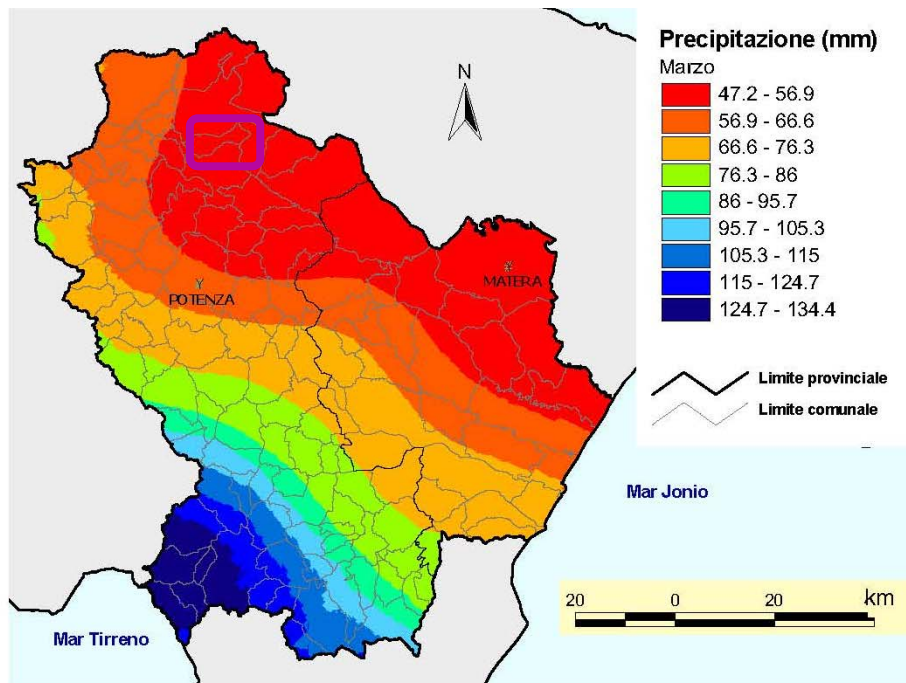 Precipitazione (mm)
Marzo
47.2 - 56.9
56.9 - 66.6
66.6 - 76.3
76.3 - 86
86 - 95.7
95.7 - 105.3
105.3 - 115
115 - 124.7
124.7 - 134.4
Limite provinciale
Limite comunale
N
MATERA
POTENZA
Mar Jonio
Mar Tirreno
20 0 20 km